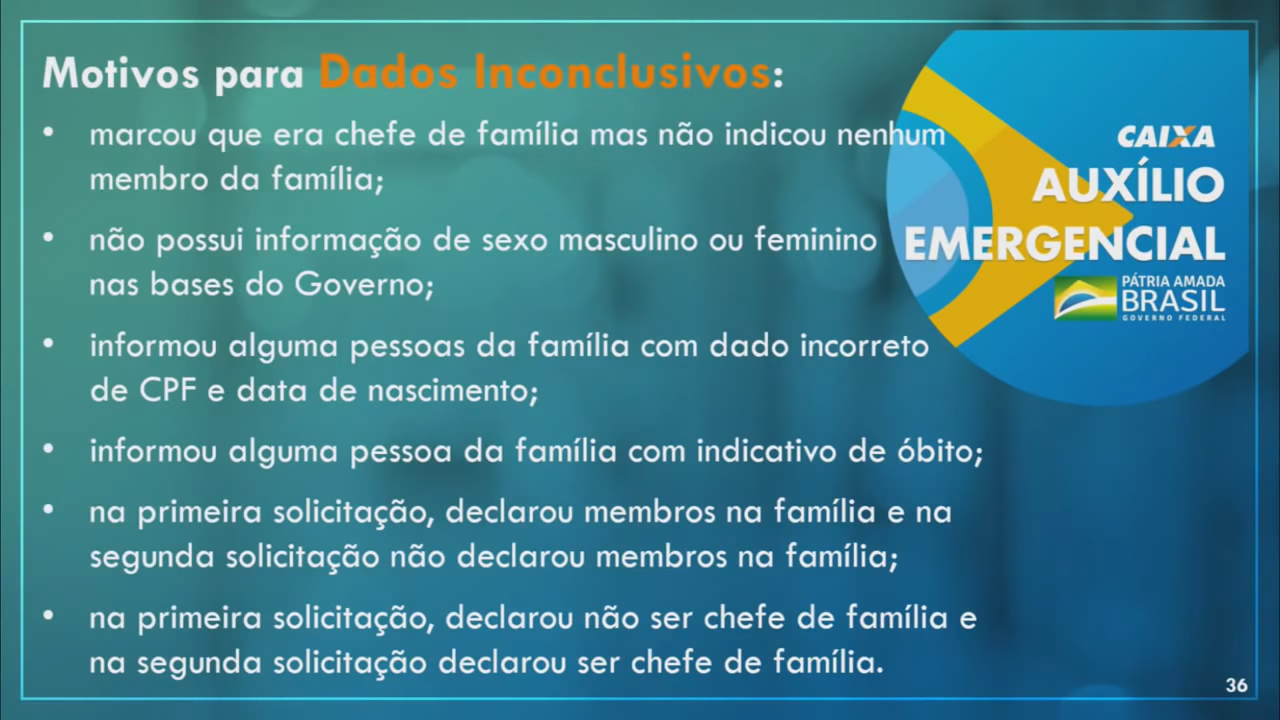 Motivos para Dados Inconclusivos:
• marcou que era chefe de família mas não indicou nenhum
membro da família;
• não possui informação de sexo masculino ou feminino
nas bases do Governo;
• informou alguma pessoas da família com dado incorreto
de CPF e data de nascimento;
• informou alguma pessoa da família com indicativo de óbito;
• na primeira solicitação, declarou membros na família e na
segunda solicitação não declarou membros na família;
• na primeira solicitação, declarou não ser chefe de família e
na segunda solicitação declarou ser chefe de família.
CAIXA
AUXÍLIO
EMERGENCIAL
PÁTRIA AMADA
BRASIL
GOVERNO FEDERAL
36